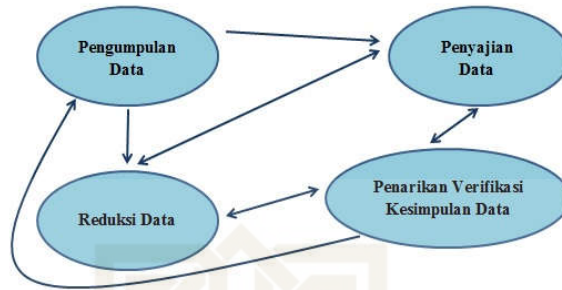 Pengumpulan
Data
Penyajian
Data
Reduksi Data
Penarikan Verifikasi
Kesimpulan Data